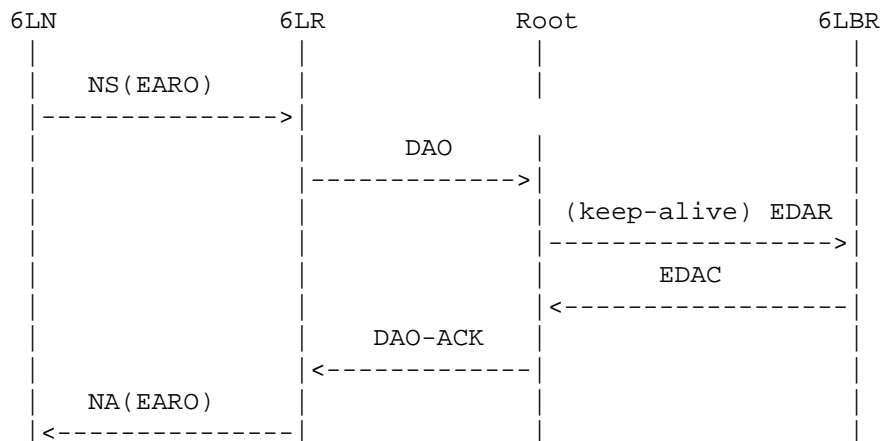 6LN 6LR Root 6LBR
NS(EARO)
DAO
(keep-alive) EDAR
EDAC
DAO-ACK
NA(EARO)